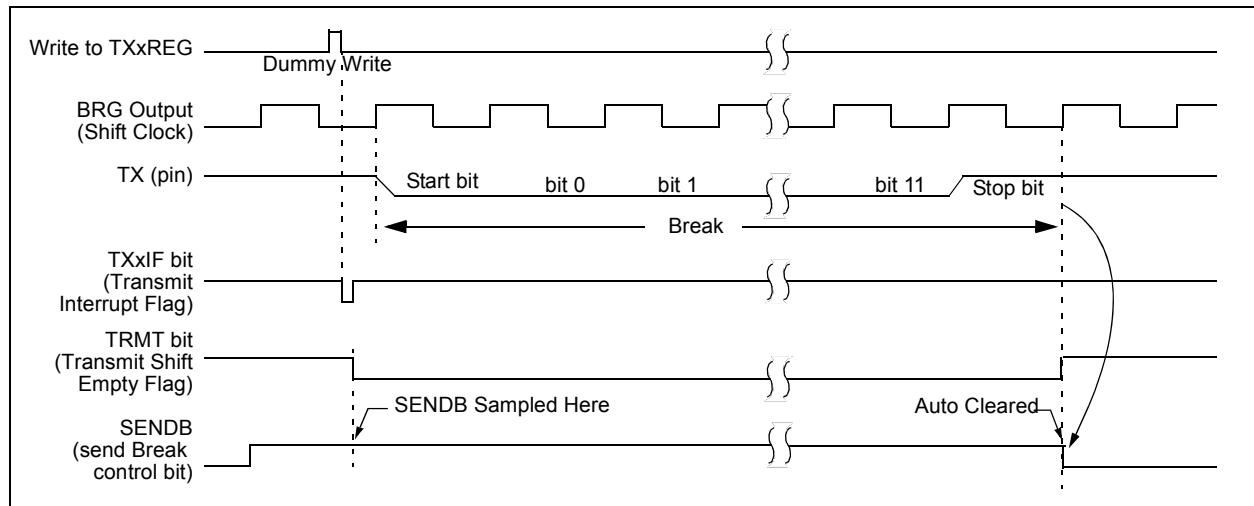 Write to TXxREG
Dummy Write
BRG Output
(Shift Clock)
TX (pin)
Start bit
bit 0
bit 1
bit 11
Stop bit
Break
TXxIF bit
(Transmit
Interrupt Flag)
TRMT bit
(Transmit Shift
Empty Flag)
SENDB Sampled Here
Auto Cleared
SENDB
(send Break
control bit)